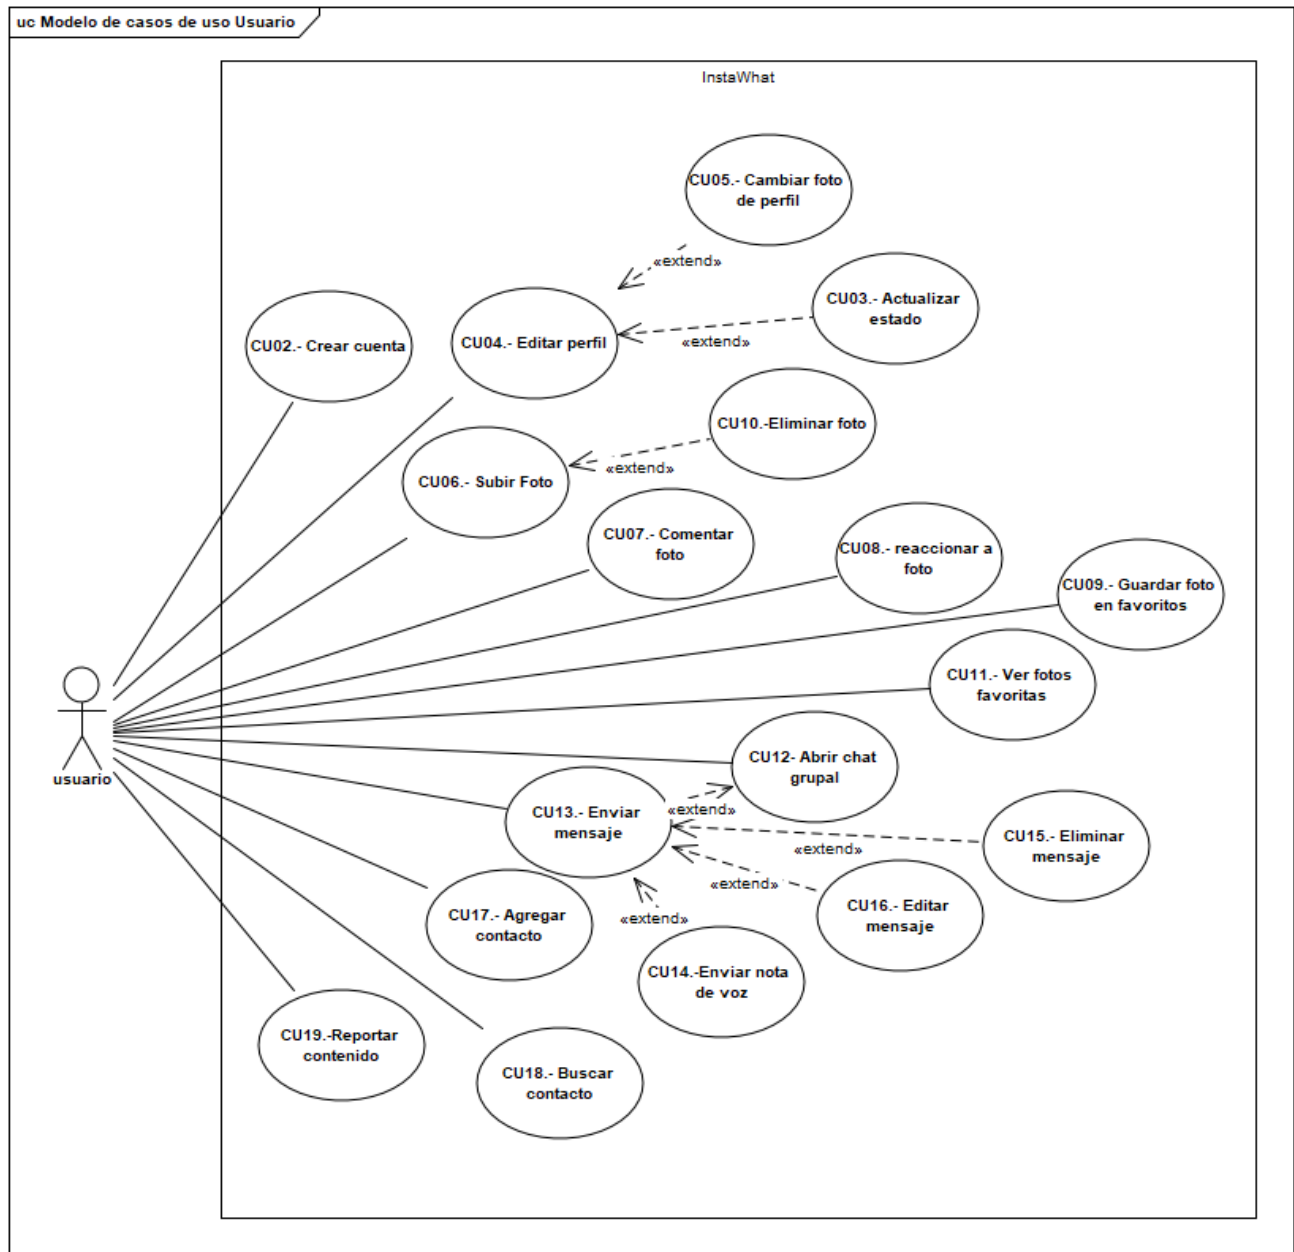 uc Modelo de casos de uso Usuario
InstaWhat
CU05.- Cambiar foto
de perfil
«extend»
CU03.- Actualizar
estado
«extend»
CU02.- Crear cuenta
CU04.- Editar perfil
CU10.-Eliminar foto
«extend»
CU06.- Subir Foto
CU07.- Comentar
foto
CU08.- reaccionar a
foto
CU09.- Guardar foto
en favoritos
CU11.- Ver fotos
favoritas
usuario
CU12- Abrir chat
grupal
CU13.- Enviar
mensaje
«extend»
CU15.- Eliminar
mensaje
«extend»
«extend»
CU16.- Editar
mensaje
CU17.- Agregar
contacto
«extend»
CU14.-Enviar nota
de voz
CU19.-Reportar
contenido
CU18.- Buscar
contacto